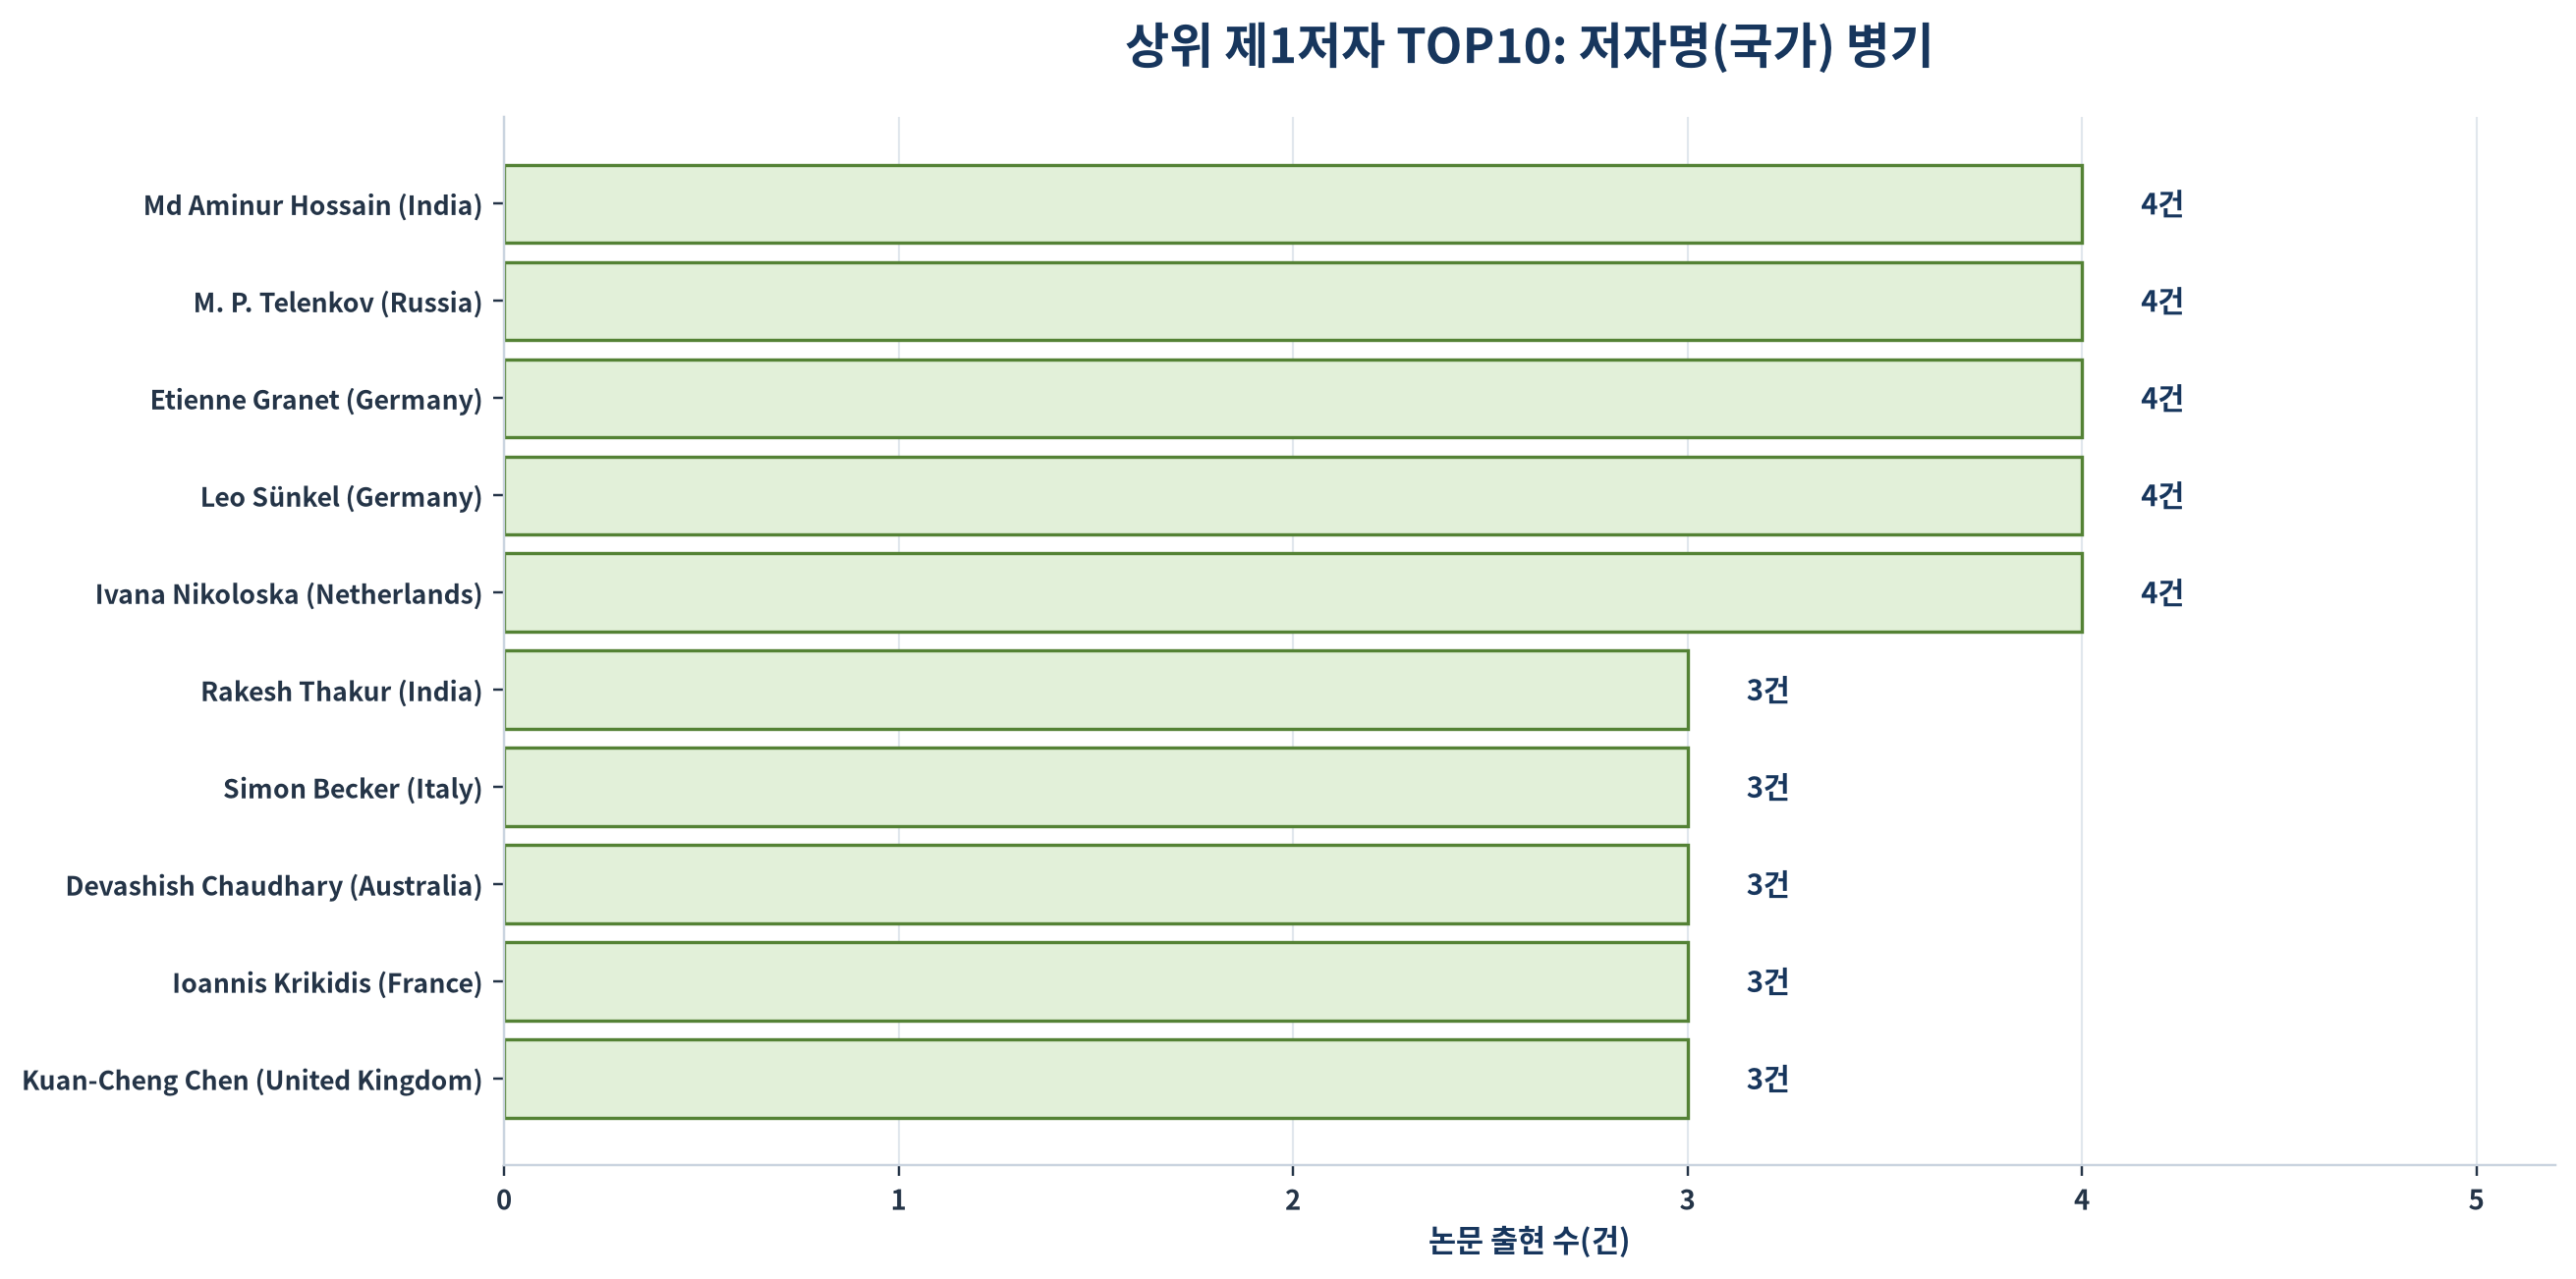 상위 제1저자 TOP10: 저자명(국가) 병기
Md Aminur Hossain (India) 4건
M. P. Telenkov (Russia) 4건
Etienne Granet (Germany) 4건
Leo Sünkel (Germany) 4건
Ivana Nikoloska (Netherlands) 4건
Rakesh Thakur (India) 3건
Simon Becker (Italy) 3건
Devashish Chaudhary (Australia) 3건
Ioannis Krikidis (France) 3건
Kuan-Cheng Chen (United Kingdom) 3건
0 1 2 3 4 5
논문 출현 수(건)